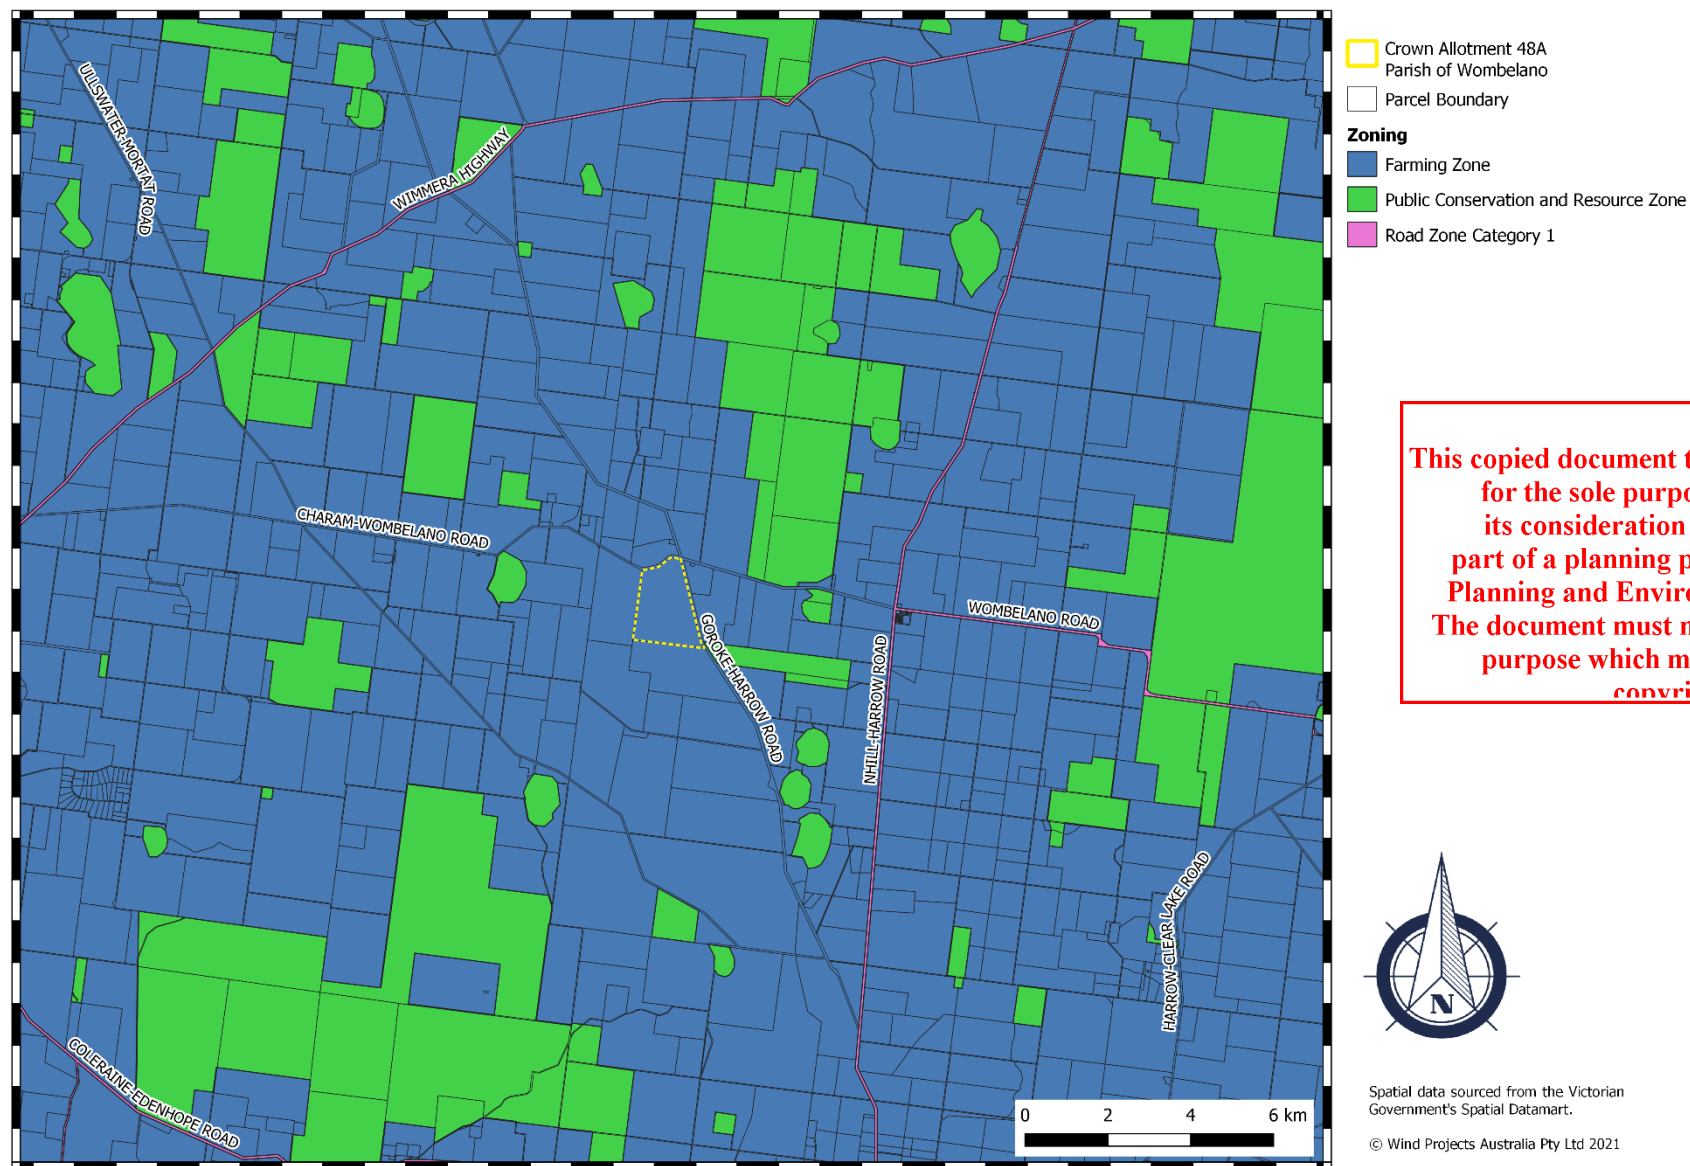 Crown Allotment 48A
Parish of Wombelano
Parcel Boundary
Zoning
Farming Zone
Public Conservation and Resource Zone
Road Zone Category 1
ULLSWATER-MORTAT ROAD
WIMMERA HIGHWAY
CHARAM-WOMBELANO ROAD
GOROKE-HARROW ROAD
NHILL-HARROW ROAD
WOMBELANO ROAD
HARROW-CLEAR LAKE ROAD
COLERAINE-EDENHOPE ROAD
This copied document t
for the sole purpo
its consideration
part of a planning p
Planning and Enviro
The document must n
purpose which m
copyri
N
0 2 4 6 km
Spatial data sourced from the Victorian
Government's Spatial Datamart.
© Wind Projects Australia Pty Ltd 2021